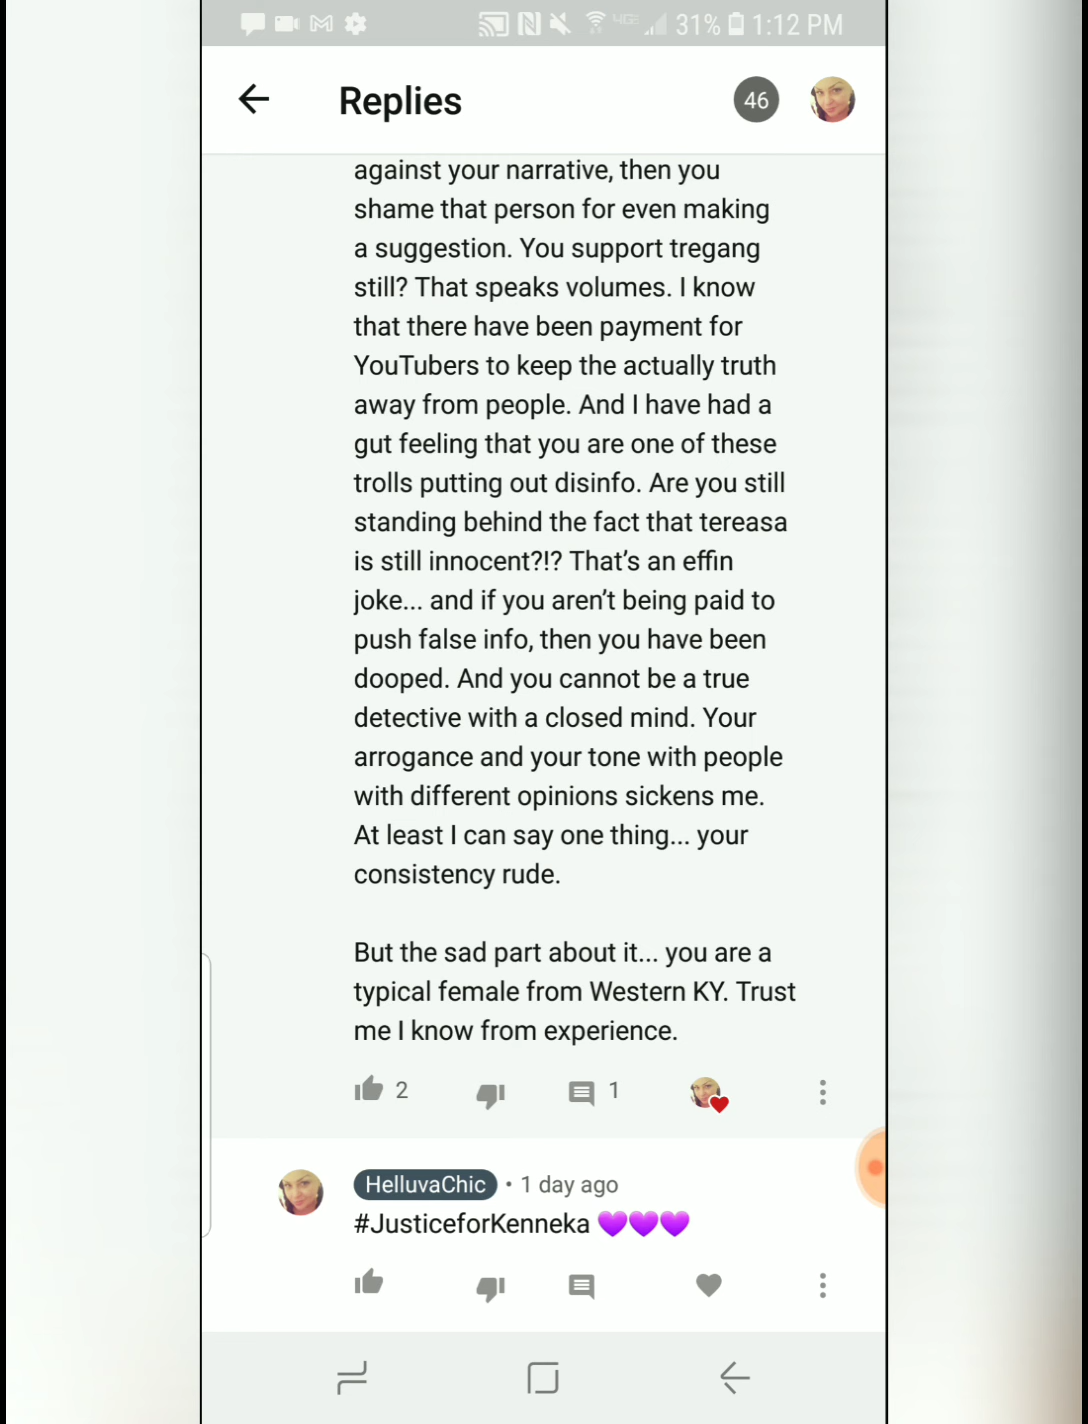 31% 1:12 PM
Replies
46
against your narrative, then you
shame that person for even making
a suggestion. You support tregang
still? That speaks volumes. I know
that there have been payment for
YouTubers to keep the actually truth
away from people. And I have had a
gut feeling that you are one of these
trolls putting out disinfo. Are you still
standing behind the fact that tereasa
is still innocent?!? That’s an effin
joke... and if you aren’t being paid to
push false info, then you have been
dooped. And you cannot be a true
detective with a closed mind. Your
arrogance and your tone with people
with different opinions sickens me.
At least I can say one thing... your
consistency rude.
But the sad part about it... you are a
typical female from Western KY. Trust
me I know from experience.
2 1
HelluvaChic • 1 day ago
#JusticeforKenneka 💜💜💜